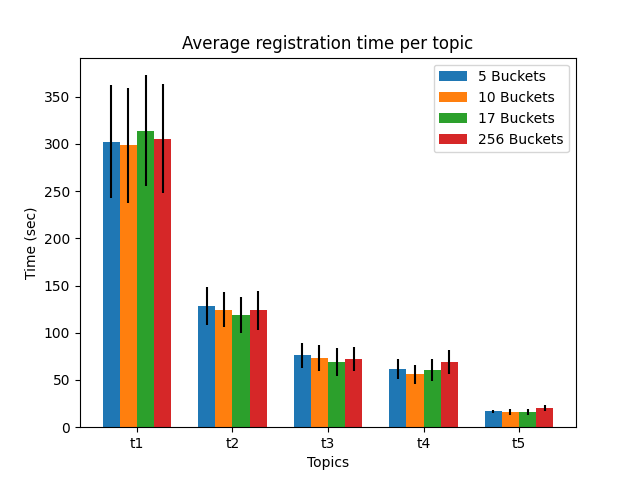 Average registration time per topic
5 Buckets
10 Buckets
17 Buckets
256 Buckets
350
300
250
200
150
100
50
0
Time (sec)
t1 t2 t3 t4 t5
Topics